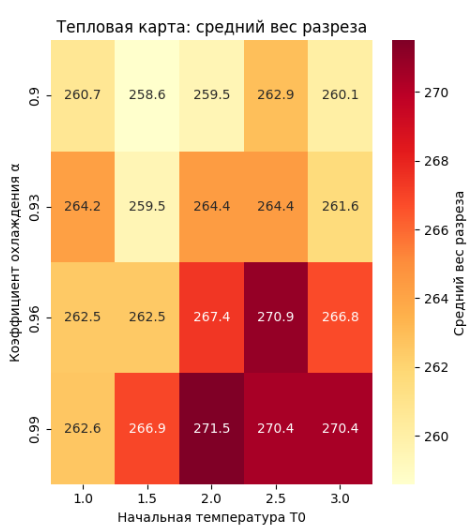 Тепловая карта: средний вес разреза
Коэффициент охлаждения α
0.9
260.7 258.6 259.5 262.9 260.1
0.93
264.2 259.5 264.4 264.4 261.6
0.96
262.5 262.5 267.4 270.9 266.8
0.99
262.6 266.9 271.5 270.4 270.4
1.0 1.5 2.0 2.5 3.0
Начальная температура T0
270
268
266
264
262
260
Средний вес разреза